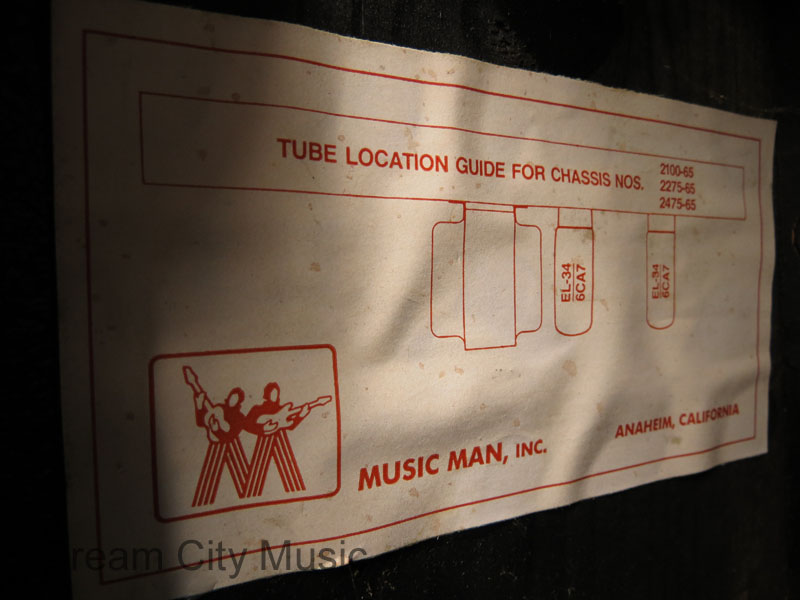 TUBE LOCATION GUIDE FOR CHASSIS NOS.
2100-65
2275-65
2475-65
EL-34
6CA7
EL-34
6CA7
MUSIC MAN, INC.
ANAHEIM, CALIFORNIA
ream City Music